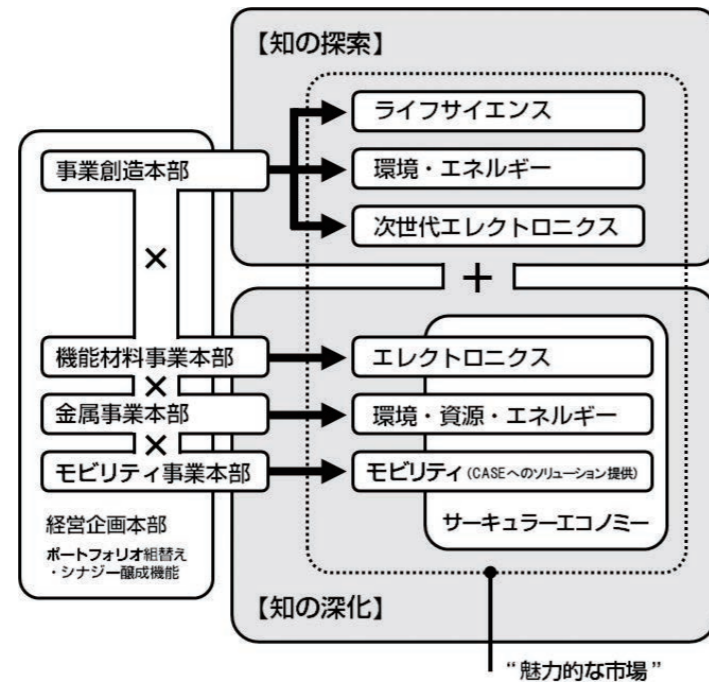 【知の探索】
ライフサイエンス
事業創造本部
環境・エネルギー
次世代エレクトロニクス
×
+
機能材料事業本部
エレクトロニクス
×
金属事業本部
環境・資源・エネルギー
×
モビリティ事業本部
モビリティ(CASEへのソリューション提供)
経営企画本部
ポートフォリオ組替え
・シナジー醸成機能
サーキュラーエコノミー
【知の深化】
“魅力的な市場”